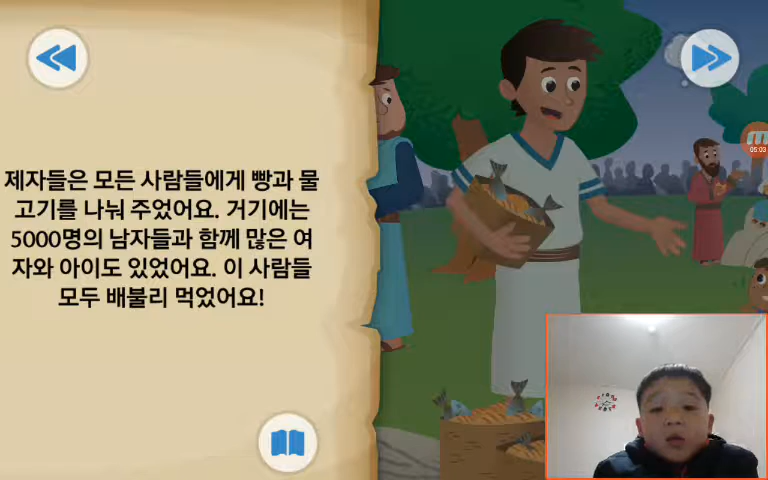 제자들은 모든 사람들에게 빵과 물
고기를 나눠 주었어요. 거기에는
5000명의 남자들과 함께 많은 여
자와 아이도 있었어요. 이 사람들
모두 배불리 먹었어요!
05:03